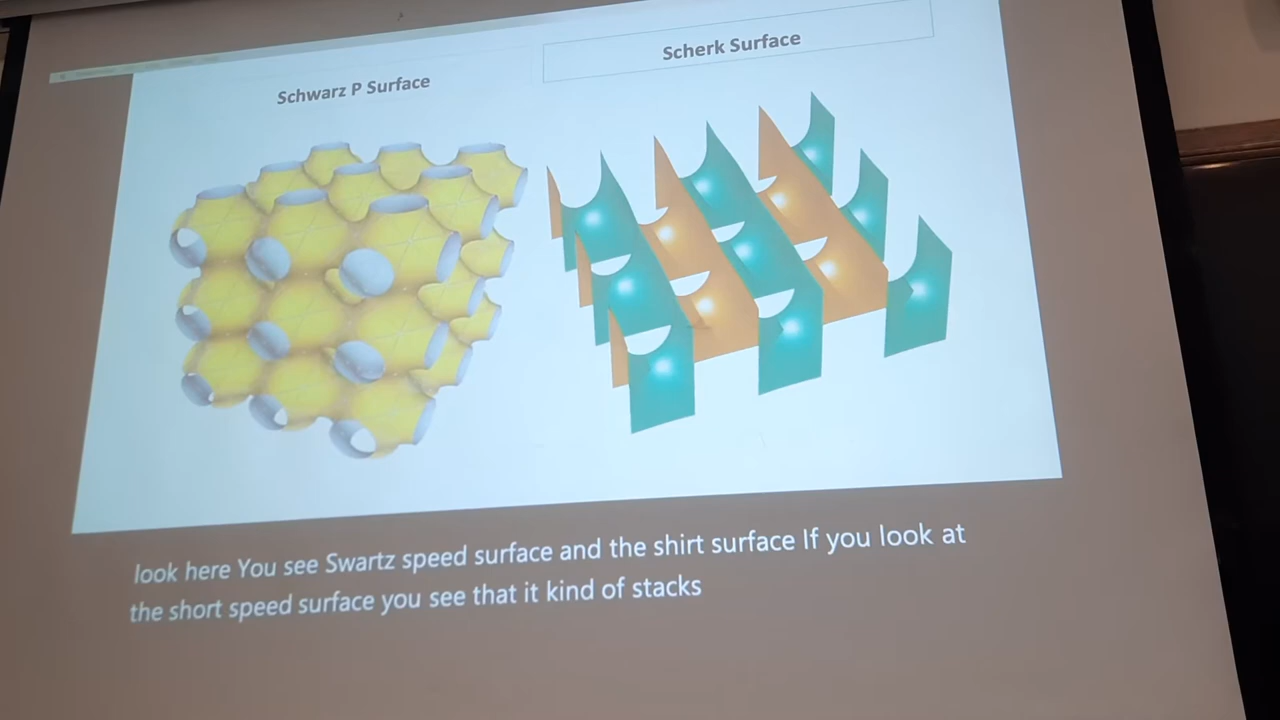 Schwarz P Surface
Scherk Surface
look here You see Swartz speed surface and the shirt surface If you look at
the short speed surface you see that it kind of stacks